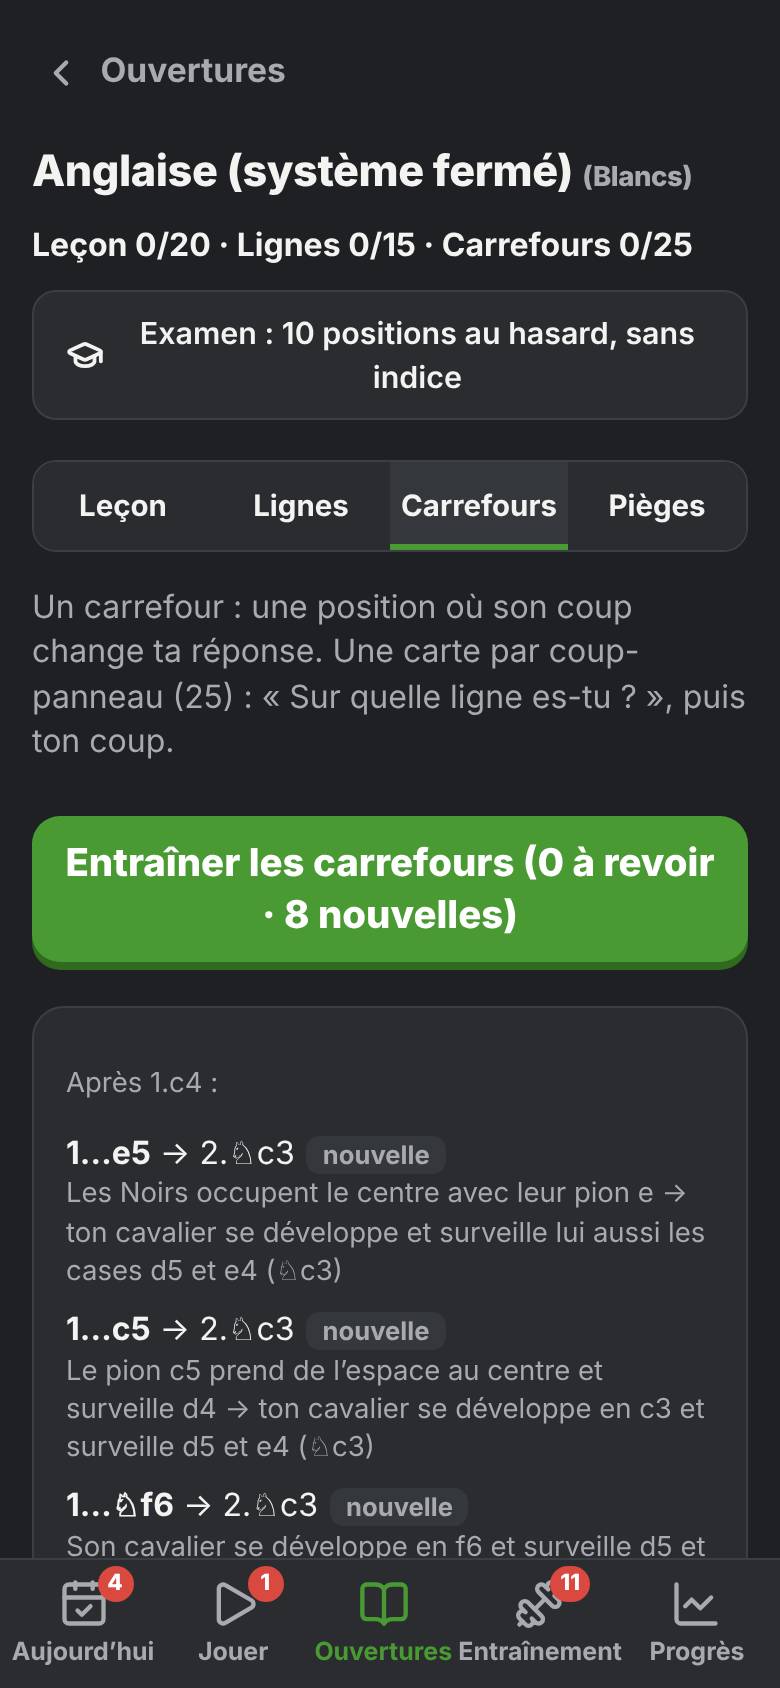 Ouvertures
Anglaise (système fermé) (Blancs)
Leçon 0/20 · Lignes 0/15 · Carrefours 0/25
Examen : 10 positions au hasard, sans
indice
Leçon Lignes Carrefours Pièges
Un carrefour : une position où son coup
change ta réponse. Une carte par coup-
panneau (25) : « Sur quelle ligne es-tu ? », puis
ton coup.
Entraîner les carrefours (0 à revoir
· 8 nouvelles)
Après 1.c4 :
1…e5 → 2.♘c3 nouvelle
Les Noirs occupent le centre avec leur pion e →
ton cavalier se développe et surveille lui aussi les
cases d5 et e4 (♘c3)
1…c5 → 2.♘c3 nouvelle
Le pion c5 prend de l’espace au centre et
surveille d4 → ton cavalier se développe en c3 et
surveille d5 et e4 (♘c3)
1…♘f6 → 2.♘c3 nouvelle
Son cavalier se développe en f6 et surveille d5 et
4 1 11
Aujourd’hui Jouer Ouvertures Entraînement Progrès